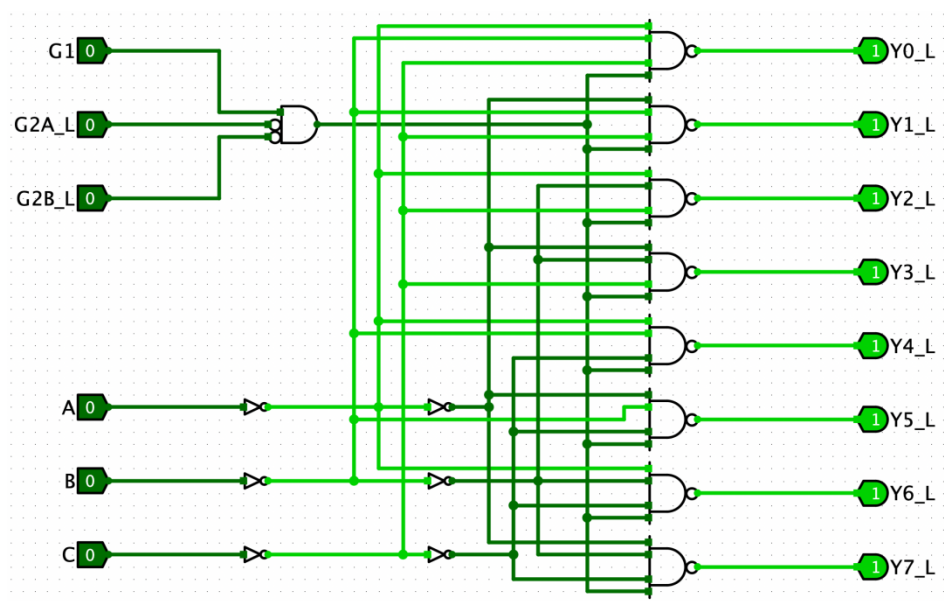 G1 0 1 Y0_L
G2A_L 0 1 Y1_L
G2B_L 0 1 Y2_L
1 Y3_L
1 Y4_L
A 0 1 Y5_L
B 0 1 Y6_L
C 0 1 Y7_L